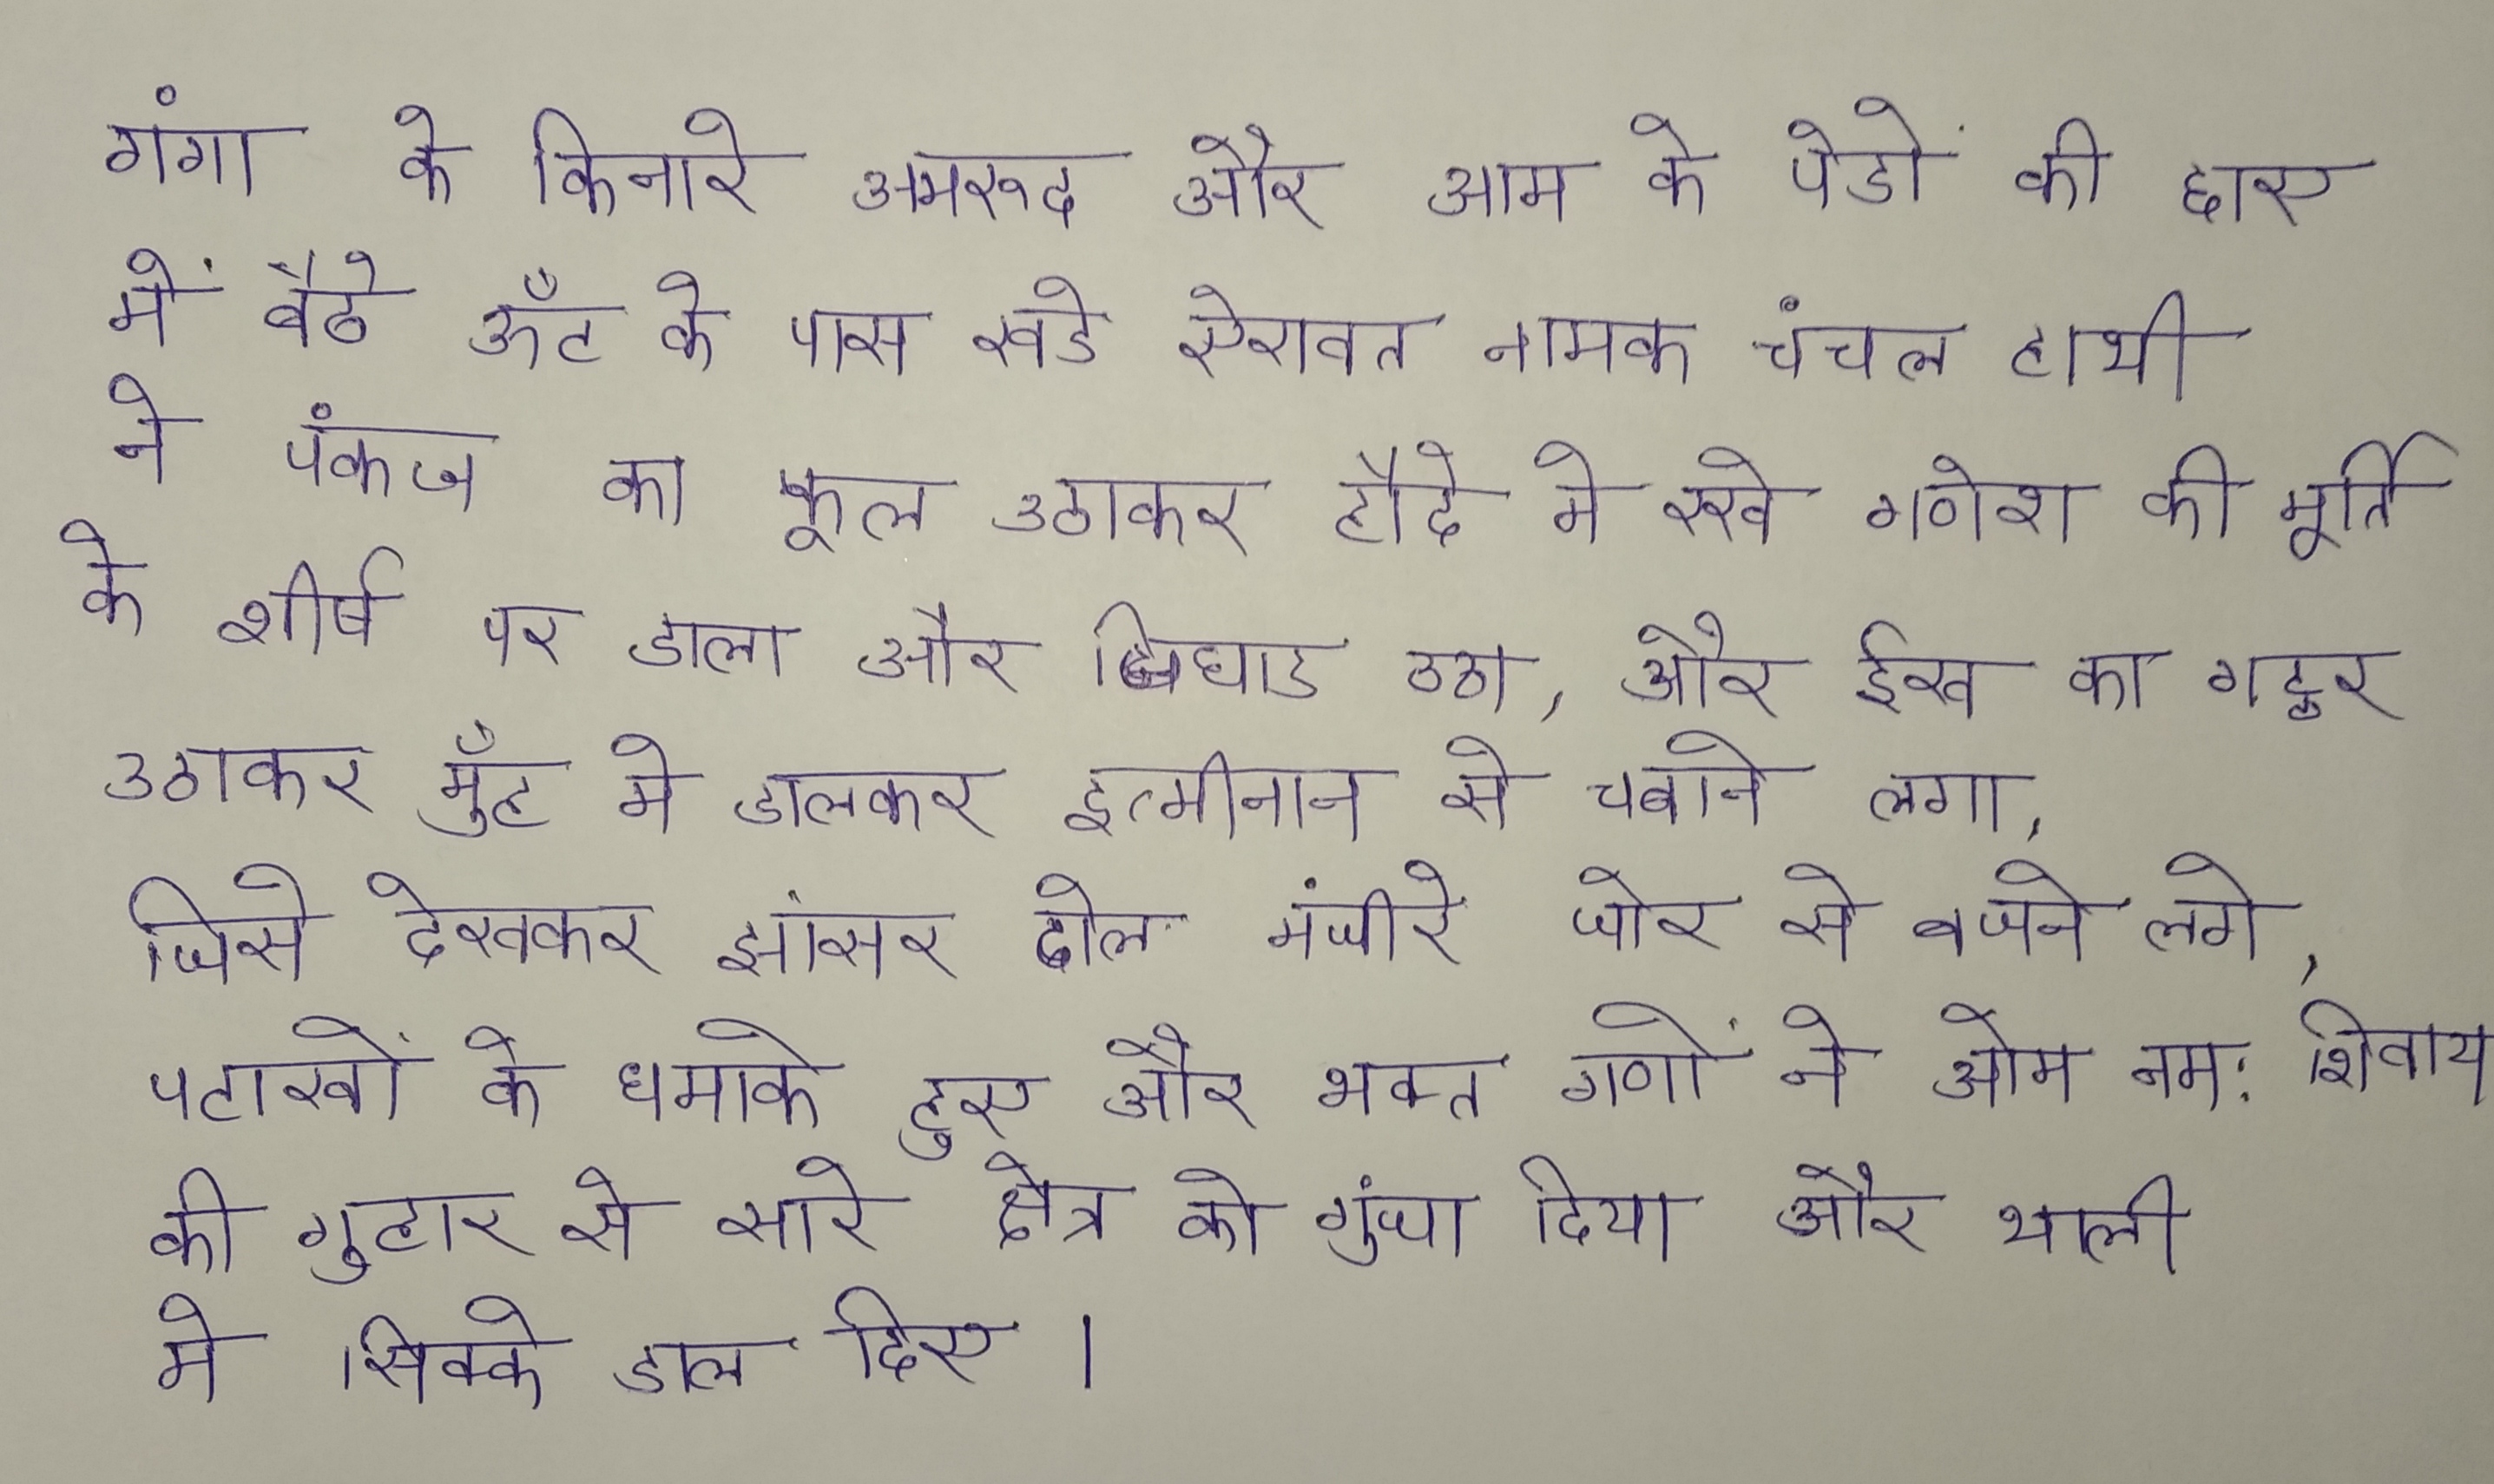 गंगा के किनारे अमरूद और आम के पेडों की छाए
में बैठे ऊँट के पास खडे ऐरावत नामक चंचल हाथी
ने पंकज का फूल उठाकर हौदे मे रखे गणेश की मूर्ति
के शीर्ष पर डाला और चिघाड उठा, और ईख का गट्ठर
उठाकर मुँह मे डालकर इत्मीनान से चबाने लगा,
जिसे देखकर झांसर ढोल मंजीरे जोर से बजने लगे,
पटाखों के धमाके हुए और भक्त गणों ने ओम नमः शिवाय
की गुहार से सारे क्षेत्र को गुंजा दिया और थाली
मे सिक्के डाल दिए ।